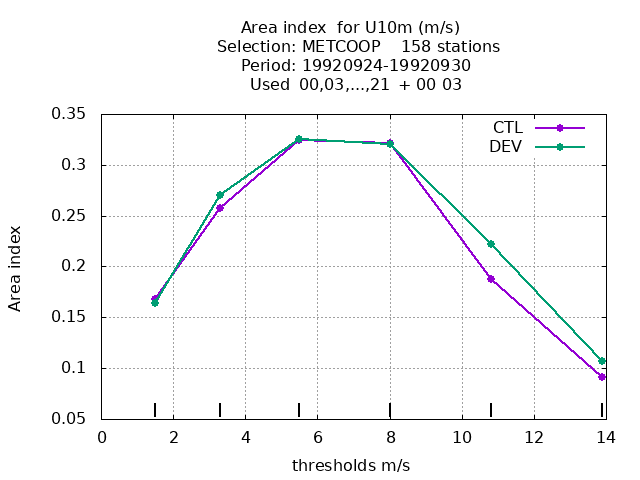 Area index  for U10m (m/s)
Selection: METCOOP    158 stations
Period: 19920924-19920930
Used  00,03,...,21  + 00 03
CTL
DEV
0.35
0.3
0.25
0.2
0.15
0.1
0.05
Area index
0 2 4 6 8 10 12 14
thresholds m/s